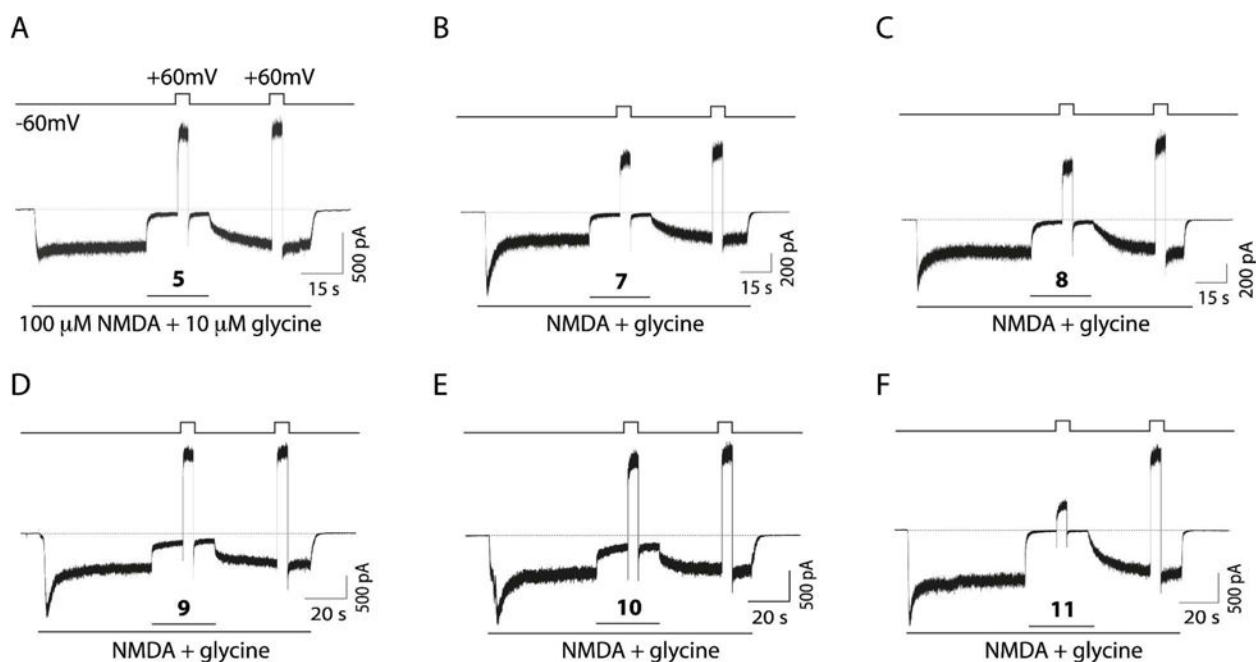 A
B
C
+60mV
+60mV
-60mV
500 pA
15 s
5
100 µM NMDA + 10 µM glycine
200 pA
15 s
7
NMDA + glycine
200 pA
15 s
8
NMDA + glycine
D
E
F
500 pA
20 s
9
NMDA + glycine
500 pA
20 s
10
NMDA + glycine
500 pA
20 s
11
NMDA + glycine